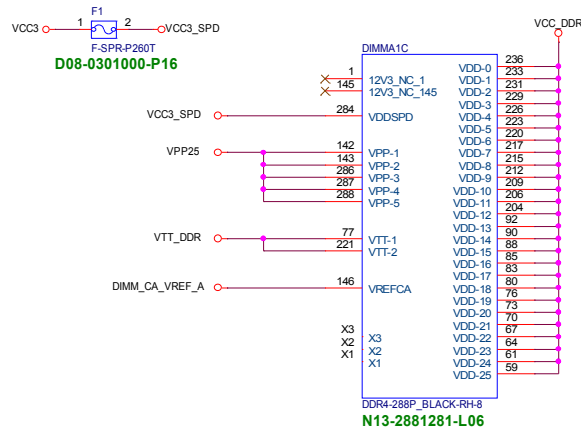 F1
VCC3 1 2 VCC3_SPD
F-SPR-P260T
D08-0301000-P16
VCC_DDR
DIMMA1C
1 12V3_NC_1
145 12V3_NC_145
VCC3_SPD 284 VDDSPD
VPP25 142 VPP-1
143 VPP-2
286 VPP-3
287 VPP-4
288 VPP-5
VTT_DDR 77 VTT-1
221 VTT-2
DIMM_CA_VREF_A 146 VREFCA
X3 X3
X2 X2
X1 X1
VDD-0 236
VDD-1 233
VDD-2 231
VDD-3 229
VDD-4 226
VDD-5 223
VDD-6 220
VDD-7 217
VDD-8 215
VDD-9 212
VDD-10 209
VDD-11 206
VDD-12 204
VDD-13 92
VDD-14 90
VDD-15 88
VDD-16 85
VDD-17 83
VDD-18 80
VDD-19 76
VDD-20 73
VDD-21 70
VDD-22 67
VDD-23 64
VDD-24 61
VDD-25 59
DDR4-288P_BLACK-RH-8
N13-2881281-L06